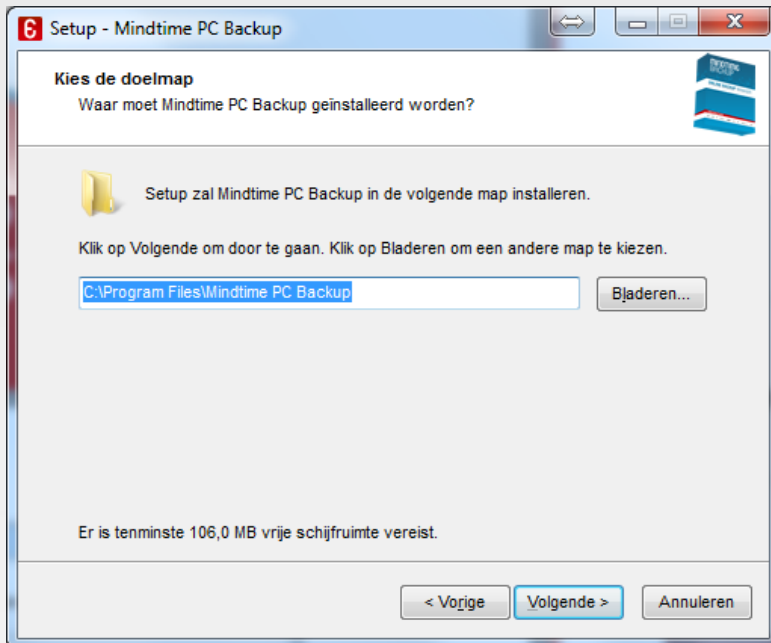 Setup - Mindtime PC Backup
Kies de doelmap
Waar moet Mindtime PC Backup geïnstalleerd worden?
MINDTIME
BACKUP
Setup zal Mindtime PC Backup in de volgende map installeren.
Klik op Volgende om door te gaan. Klik op Bladeren om een andere map te kiezen.
C:\Program Files\Mindtime PC Backup
Bladeren...
Er is tenminste 106,0 MB vrije schijfruimte vereist.
< Vorige
Volgende >
Annuleren